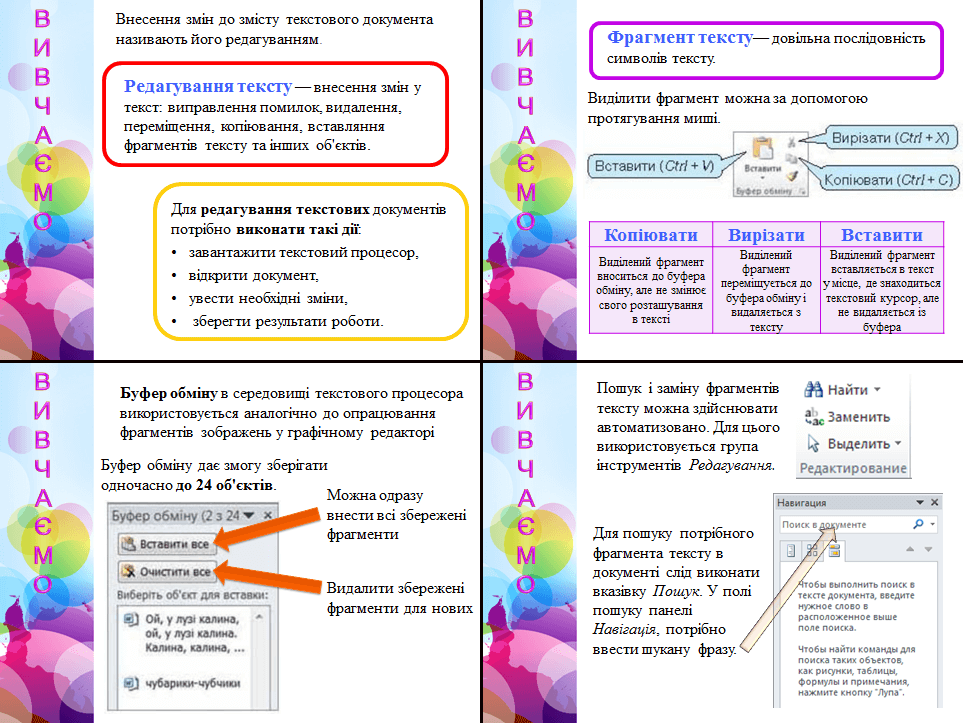 ВИВЧАЄМО
Внесення змін до змісту текстового документа
називають його редагуванням.
Редагування тексту — внесення змін у
текст: виправлення помилок, видалення,
переміщення, копіювання, вставляння
фрагментів тексту та інших об'єктів.
Для редагування текстових документів
потрібно виконати такі дії:
• завантажити текстовий процесор,
• відкрити документ,
• увести необхідні зміни,
• зберегти результати роботи.
ВИВЧАЄМО
Фрагмент тексту— довільна послідовність
символів тексту.
Виділити фрагмент можна за допомогою
протягування миші.
Вирізати (Ctrl + X)
Вставити (Ctrl + V)
Вставити
Копіювати (Ctrl + C)
Буфер обміну
Копіювати Вирізати Вставити
Виділений фрагмент
вноситься до буфера
обміну, але не змінює
свого розташування
в тексті
Виділений
фрагмент
переміщується до
буфера обміну і
видаляється з
тексту
Виділений фрагмент
вставляється в текст
у місце, де знаходиться
текстовий курсор, але
не видаляється із
буфера
ВИВЧАЄМО
Буфер обміну в середовищі текстового процесора
використовується аналогічно до опрацювання
фрагментів зображень у графічному редакторі
Буфер обміну дає змогу зберігати
одночасно до 24 об'єктів.
Буфер обміну (2 з 24
Вставити все
Очистити все
Виберіть об'єкт для вставки:
Ой, у лузі калина,
ой, у лузі калина.
Калина, калина, ...
чубарики-чубчики
Можна одразу
внести всі збережені
фрагменти
Видалити збережені
фрагменти для нових
ВИВЧАЄМО
Пошук і заміну фрагментів
тексту можна здійснювати
автоматизовано. Для цього
використовується група
інструментів Редагування.
Найти
Заменить
Выделить
Редактирование
Для пошуку потрібного
фрагмента тексту в
документі слід виконати
вказівку Пошук. У полі
пошуку панелі
Навігація, потрібно
ввести шукану фразу.
Навигация
Поиск в документе
Чтобы выполнить поиск в
тексте документа, введите
нужное слово в
расположенное выше
поле поиска.
Чтобы найти команды для
поиска таких объектов,
как рисунки, таблицы,
формулы и примечания,
нажмите кнопку "Лупа".